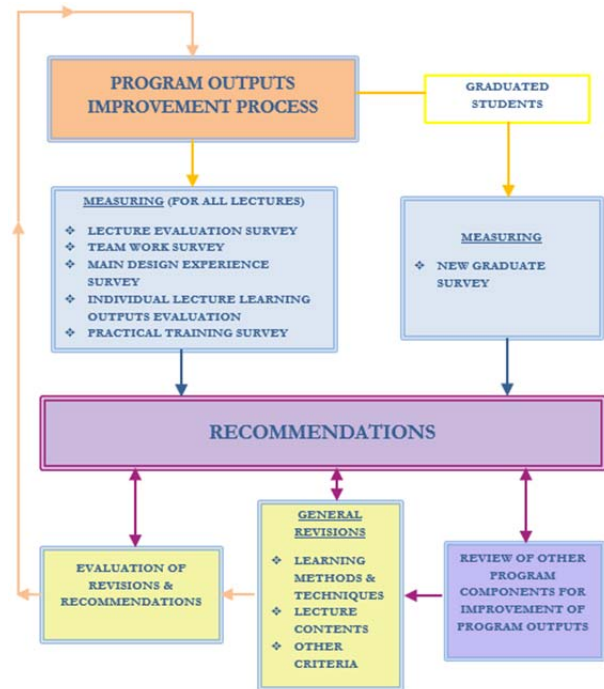 PROGRAM OUTPUTS
IMPROVEMENT PROCESS
GRADUATED
STUDENTS
MEASURING (FOR ALL LECTURES)
❖ LECTURE EVALUATION SURVEY
❖ TEAM WORK SURVEY
❖ MAIN DESIGN EXPERIENCE
SURVEY
❖ INDIVIDUAL LECTURE LEARNING
OUTPUTS EVALUATION
❖ PRACTICAL TRAINING SURVEY
MEASURING
❖ NEW GRADUATE
SURVEY
RECOMMENDATIONS
EVALUATION OF
REVISIONS &
RECOMMENDATIONS
GENERAL
REVISIONS
❖ LEARNING
METHODS &
TECHNIQUES
❖ LECTURE
CONTENTS
❖ OTHER
CRITERIA
REVIEW OF OTHER
PROGRAM
COMPONENTS FOR
IMPROVEMENT OF
PROGRAM OUTPUTS